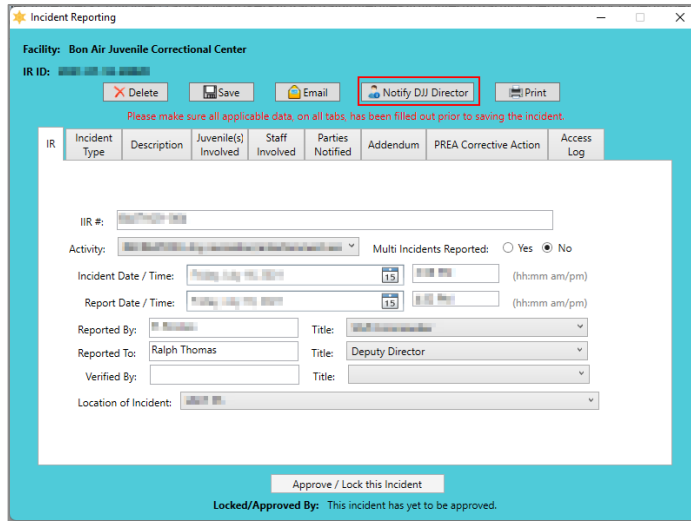 Incident Reporting
Facility: Bon Air Juvenile Correctional Center
IR ID:
Delete Save Email Notify DJJ Director Print
Please make sure all applicable data, on all tabs, has been filled out prior to saving the incident.
IR Incident Type Description Juvenile(s) Involved Staff Involved Parties Notified Addendum PREA Corrective Action Access Log
IIR #:
Activity: Multi Incidents Reported: Yes No
Incident Date / Time: 15 (hh:mm am/pm)
Report Date / Time: 15 (hh:mm am/pm)
Reported By: Title:
Reported To: Ralph Thomas Title: Deputy Director
Verified By: Title:
Location of Incident:
Approve / Lock this Incident
Locked/Approved By: This incident has yet to be approved.